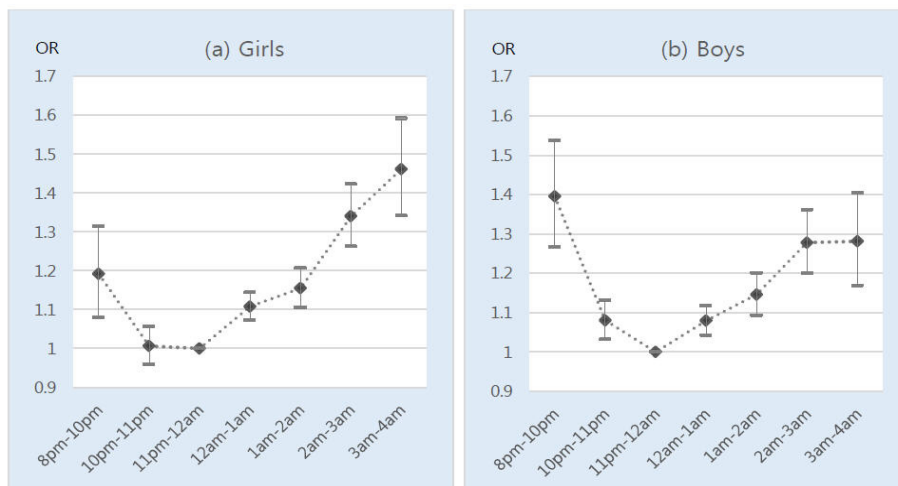 OR
(a) Girls
1.7
1.6
1.5
1.4
1.3
1.2
1.1
1
0.9
8pm-10pm
10pm-11pm
11pm-12am
12am-1am
1am-2am
2am-3am
3am-4am
OR
(b) Boys
1.7
1.6
1.5
1.4
1.3
1.2
1.1
1
0.9
8pm-10pm
10pm-11pm
11pm-12am
12am-1am
1am-2am
2am-3am
3am-4am